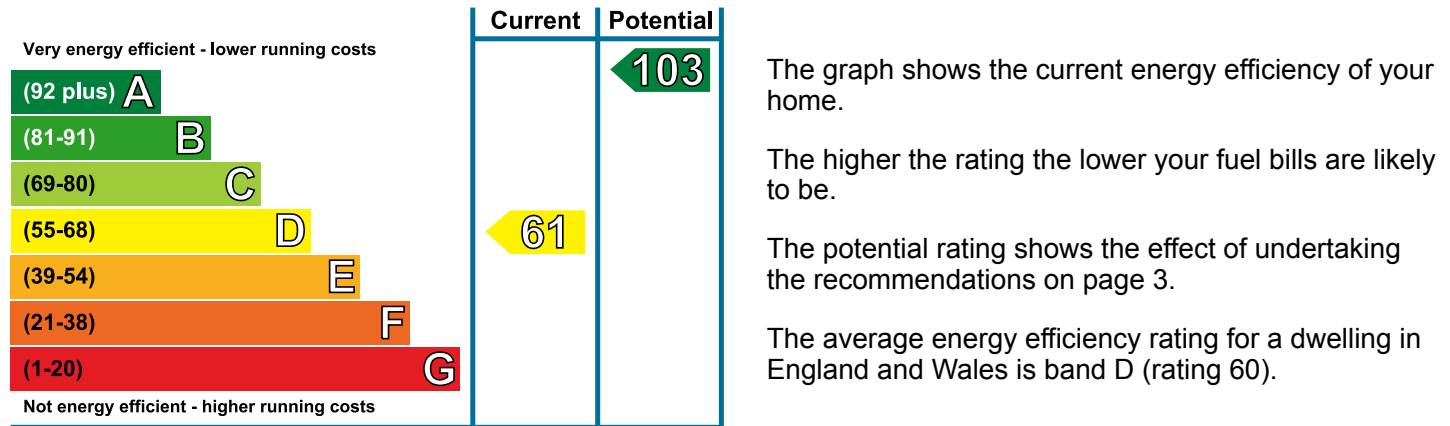 Current Potential
Very energy efficient - lower running costs
103
(92 plus) A
(81-91) B
(69-80) C
(55-68) D
61
(39-54) E
(21-38) F
(1-20) G
Not energy efficient - higher running costs
The graph shows the current energy efficiency of your
home.
The higher the rating the lower your fuel bills are likely
to be.
The potential rating shows the effect of undertaking
the recommendations on page 3.
The average energy efficiency rating for a dwelling in
England and Wales is band D (rating 60).